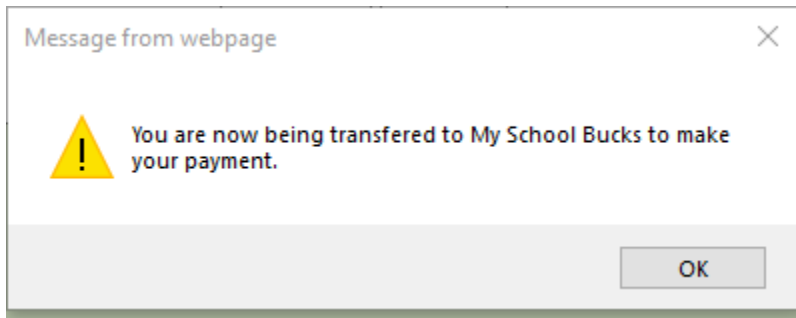 Message from webpage
You are now being transfered to My School Bucks to make
your payment.
OK